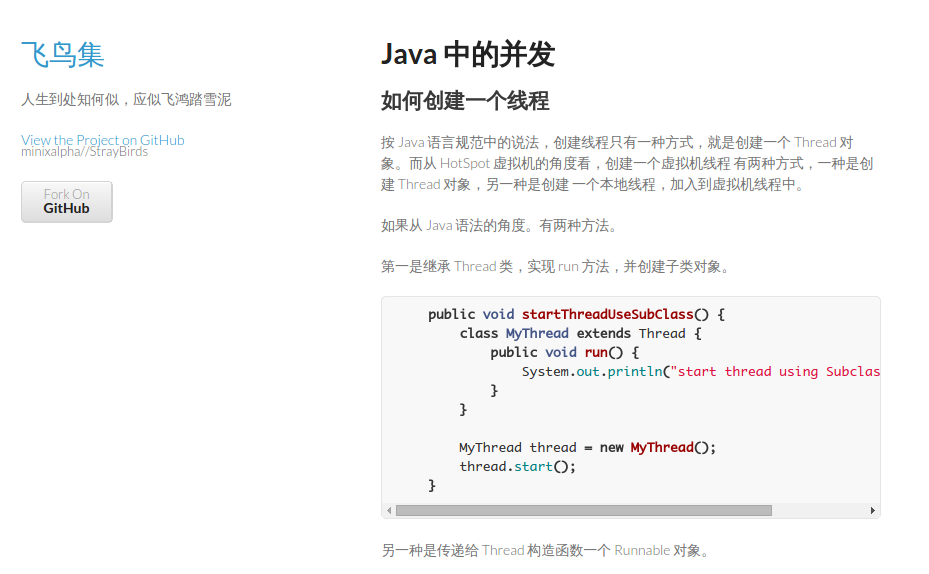 飞鸟集
人生到处知何似，应似飞鸿踏雪泥
View the Project on GitHub
minixalpha//StrayBirds
Fork On
GitHub
Java 中的并发
如何创建一个线程
按 Java 语言规范中的说法，创建线程只有一种方式，就是创建一个 Thread 对
象。而从 HotSpot 虚拟机的角度看，创建一个虚拟机线程 有两种方式，一种是创
建 Thread 对象，另一种是创建 一个本地线程，加入到虚拟机线程中。
如果从 Java 语法的角度。有两种方法。
第一是继承 Thread 类，实现 run 方法，并创建子类对象。
public void startThreadUseSubClass() {
class MyThread extends Thread {
public void run() {
System.out.println("start thread using Subclas
}
}
MyThread thread = new MyThread();
thread.start();
}
另一种是传递给 Thread 构造函数一个 Runnable 对象。